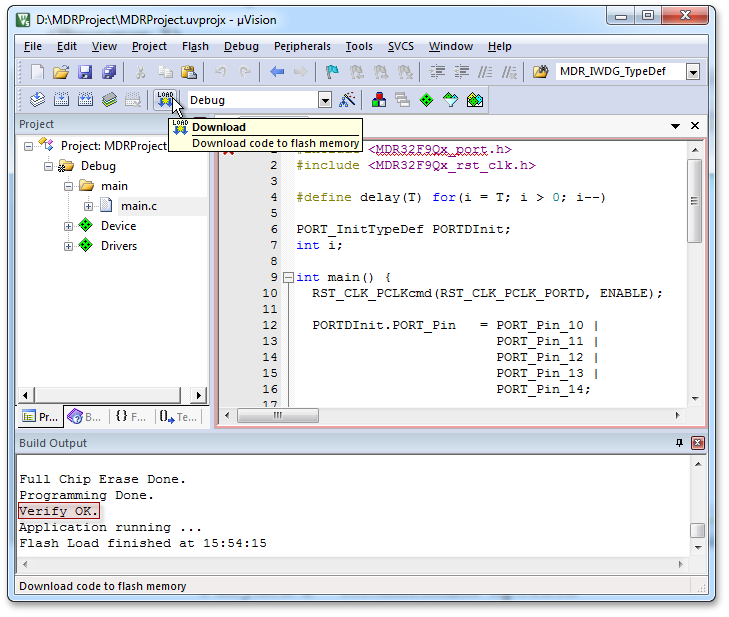 D:\MDRProject\MDRProject.uvprojx - µVision
File Edit View Project Flash Debug Peripherals Tools SVCS Window Help
MDR_IWDG_TypeDef
LOAD Debug
Project
LOAD Download
Download code to flash memory
Project: MDRProject
Debug
main
main.c
Device
Drivers
<MDR32F9Qx_port.h>
2 #include <MDR32F9Qx_rst_clk.h>
3
4 #define delay(T) for(i = T; i > 0; i--)
5
6 PORT_InitTypeDef PORTDInit;
7 int i;
8
9 int main() {
10 RST_CLK_PCLKcmd(RST_CLK_PCLK_PORTD, ENABLE);
11
12 PORTDInit.PORT_Pin = PORT_Pin_10 |
13 PORT_Pin_11 |
14 PORT_Pin_12 |
15 PORT_Pin_13 |
16 PORT_Pin_14;
17
Pr... B... {} F... Te...
Build Output
Full Chip Erase Done.
Programming Done.
Verify OK.
Application running ...
Flash Load finished at 15:54:15
Download code to flash memory